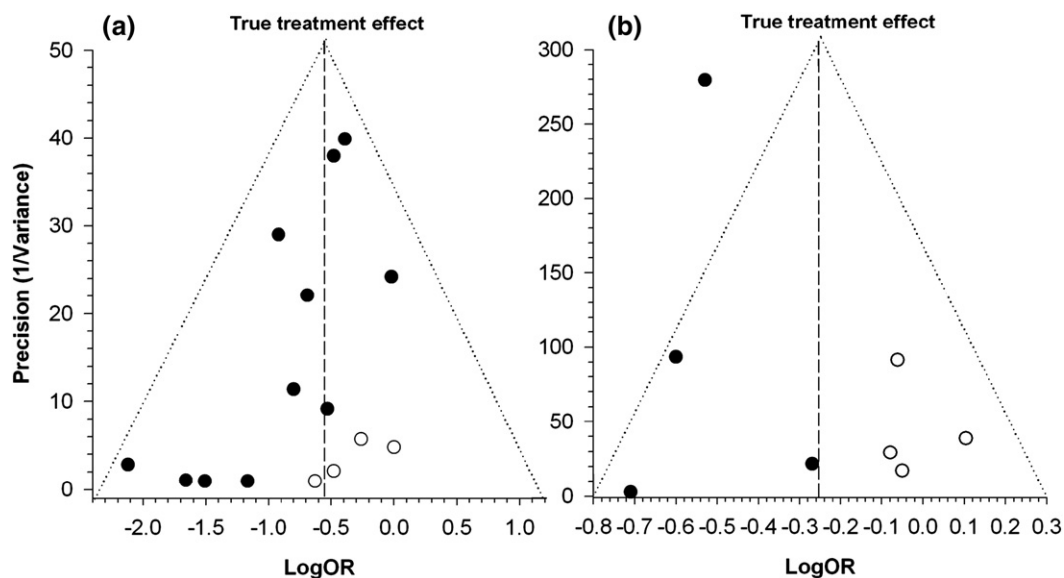 (a)
True treatment effect
50
40
30
20
10
0
Precision (1/Variance)
-2.0 -1.5 -1.0 -0.5 0.0 0.5 1.0
LogOR
(b)
True treatment effect
300
250
200
150
100
50
0
-0.8 -0.7 -0.6 -0.5 -0.4 -0.3 -0.2 -0.1 0.0 0.1 0.2 0.3
LogOR